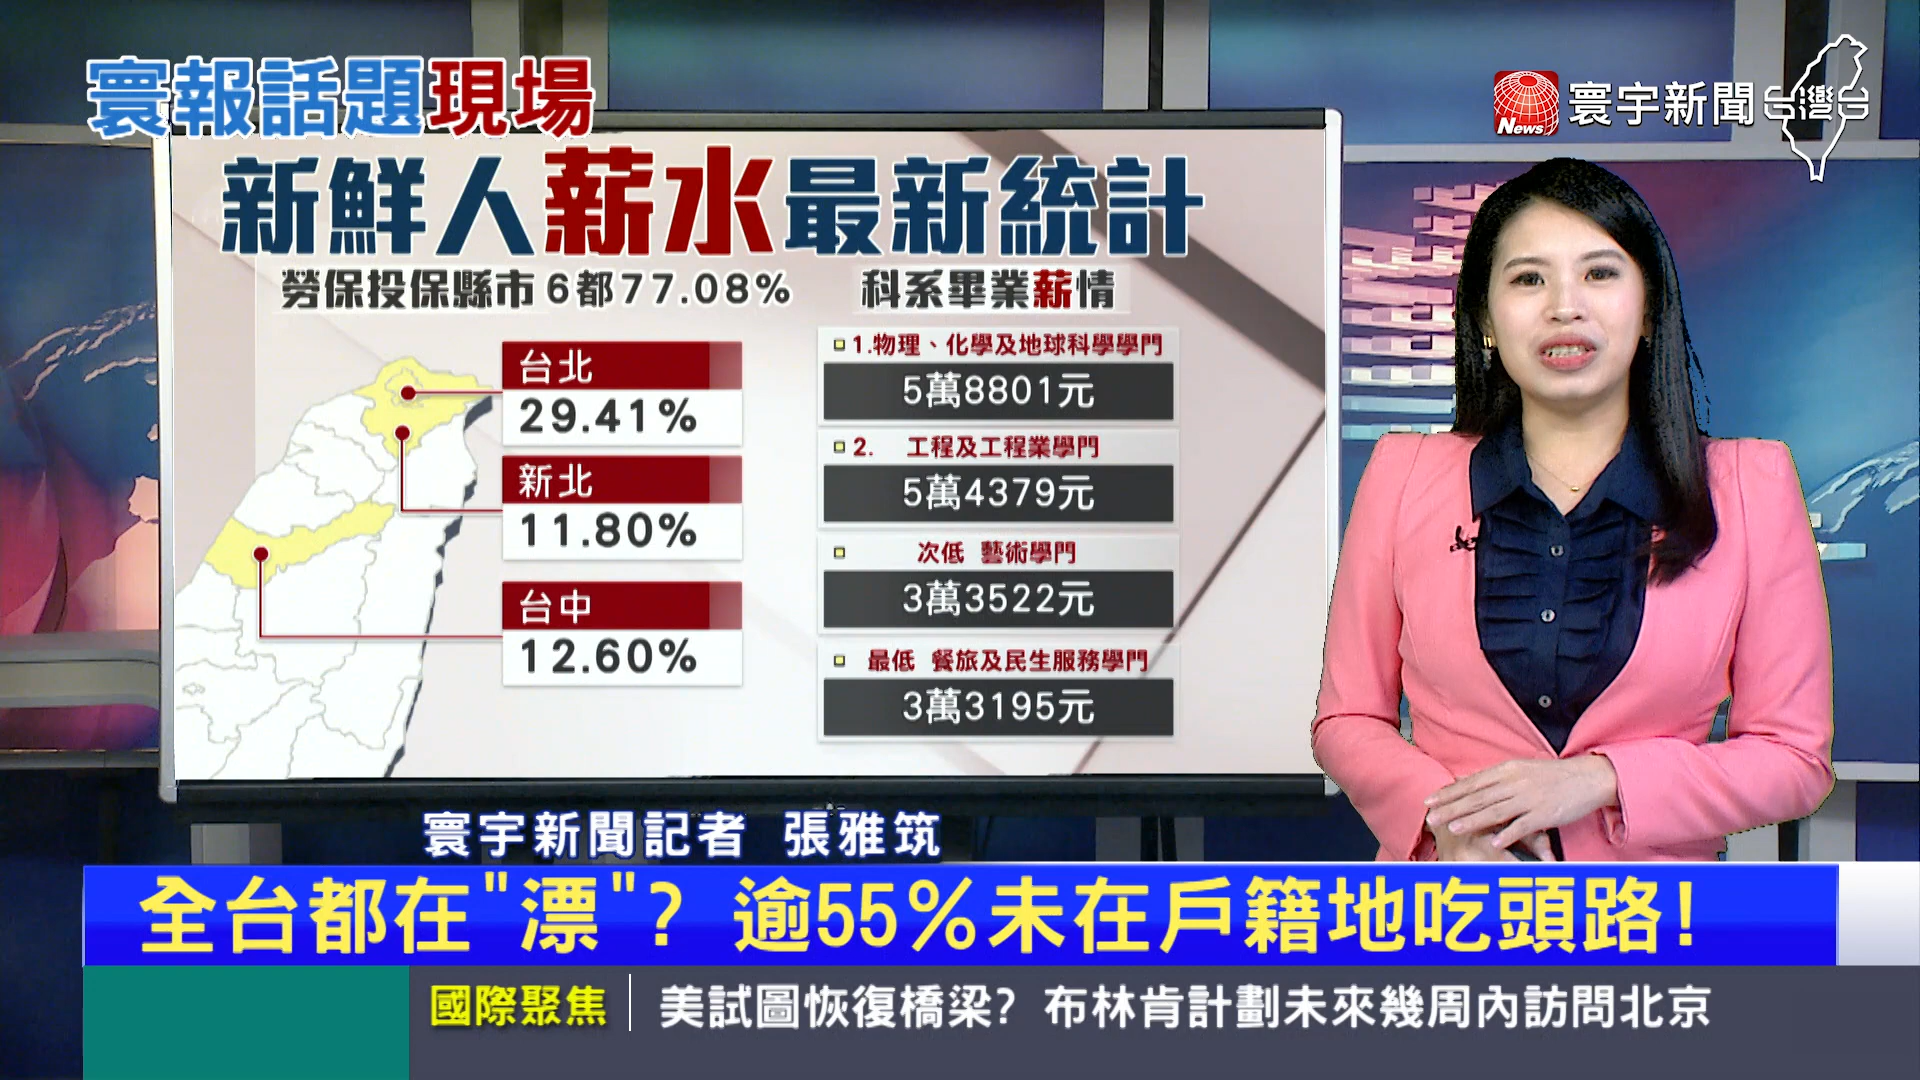 寰報話題現場
News 寰宇新聞 台灣台
新鮮人薪水最新統計
勞保投保縣市6都77.08%
台北
29.41%
新北
11.80%
台中
12.60%
科系畢業薪情
1.物理、化學及地球科學學門
5萬8801元
2. 工程及工程業學門
5萬4379元
次低 藝術學門
3萬3522元
最低 餐旅及民生服務學門
3萬3195元
寰宇新聞記者 張雅筑
全台都在"漂"? 逾55%未在戶籍地吃頭路!
國際聚焦 美試圖恢復橋梁? 布林肯計劃未來幾周內訪問北京